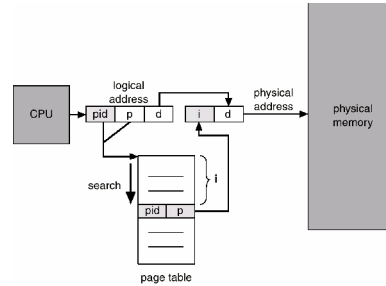 logical
address
physical
address
CPU
pid p d
i d
physical
memory
search
i
pid p
page table